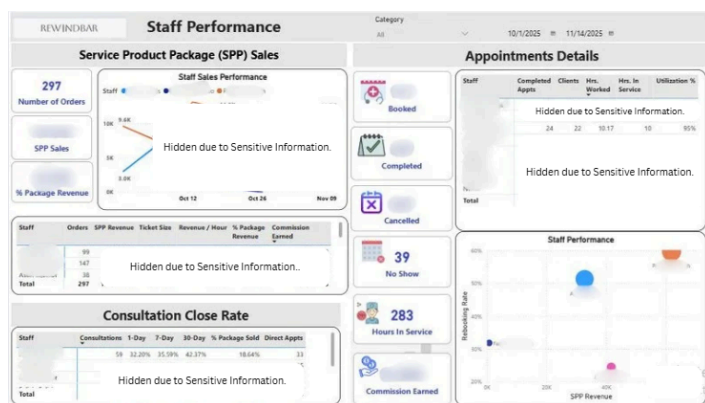 REWINDBAR
Staff Performance
Category
All
10/1/2025
11/14/2025
Service Product Package (SPP) Sales
297
Number of Orders
SPP Sales
% Package Revenue
Staff Sales Performance
Staff
10K
9.6K
5K
3.0K
0K
Hidden due to Sensitive Information.
Oct 12
Oct 26
Nov 09
Staff Orders SPP Revenue Ticket Size Revenue / Hour % Package Revenue Commission Earned
99
147
38
Hidden due to Sensitive Information..
Total 297
Consultation Close Rate
Staff Consultations 1-Day 7-Day 30-Day % Package Sold Direct Appts
59 32.20% 35.59% 42.37% 18.64% 33
Hidden due to Sensitive Information.
Total
Booked
Completed
Cancelled
39
No Show
283
Hours In Service
Commission Earned
Appointments Details
Staff Completed Appts Clients Hrs. Worked Hrs. In Service Utilization %
Hidden due to Sensitive Information.
24 22 10.17 10 95%
Hidden due to Sensitive Information.
Total
Staff Performance
Rebooking Rate
60%
50%
40%
30%
20%
0K
20K
40K
SPP Revenue